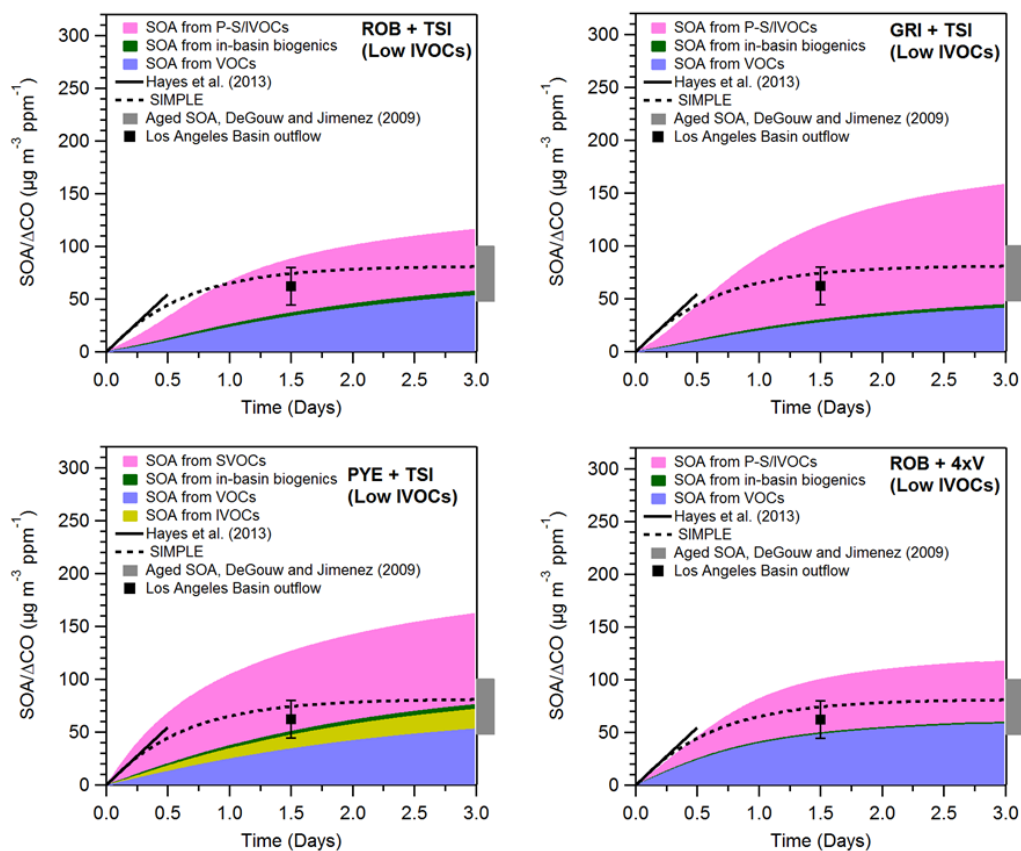 ROB + TSI
(Low IVOCs)
SOA from P-S/IVOCs
SOA from in-basin biogenics
SOA from VOCs
Hayes et al. (2013)
SIMPLE
Aged SOA, DeGouw and Jimenez (2009)
Los Angeles Basin outflow
SOA/ΔCO (µg m⁻³ ppm⁻¹)
300
250
200
150
100
50
0
0.0 0.5 1.0 1.5 2.0 2.5 3.0
Time (Days)
GRI + TSI
(Low IVOCs)
SOA from P-S/IVOCs
SOA from in-basin biogenics
SOA from VOCs
Hayes et al. (2013)
SIMPLE
Aged SOA, DeGouw and Jimenez (2009)
Los Angeles Basin outflow
SOA/ΔCO (µg m⁻³ ppm⁻¹)
300
250
200
150
100
50
0
0.0 0.5 1.0 1.5 2.0 2.5 3.0
Time (Days)
PYE + TSI
(Low IVOCs)
SOA from SVOCs
SOA from in-basin biogenics
SOA from VOCs
SOA from IVOCs
Hayes et al. (2013)
SIMPLE
Aged SOA, DeGouw and Jimenez (2009)
Los Angeles Basin outflow
SOA/ΔCO (µg m⁻³ ppm⁻¹)
300
250
200
150
100
50
0
0.0 0.5 1.0 1.5 2.0 2.5 3.0
Time (Days)
ROB + 4xV
(Low IVOCs)
SOA from P-S/IVOCs
SOA from in-basin biogenics
SOA from VOCs
Hayes et al. (2013)
SIMPLE
Aged SOA, DeGouw and Jimenez (2009)
Los Angeles Basin outflow
SOA/ΔCO (µg m⁻³ ppm⁻¹)
300
250
200
150
100
50
0
0.0 0.5 1.0 1.5 2.0 2.5 3.0
Time (Days)